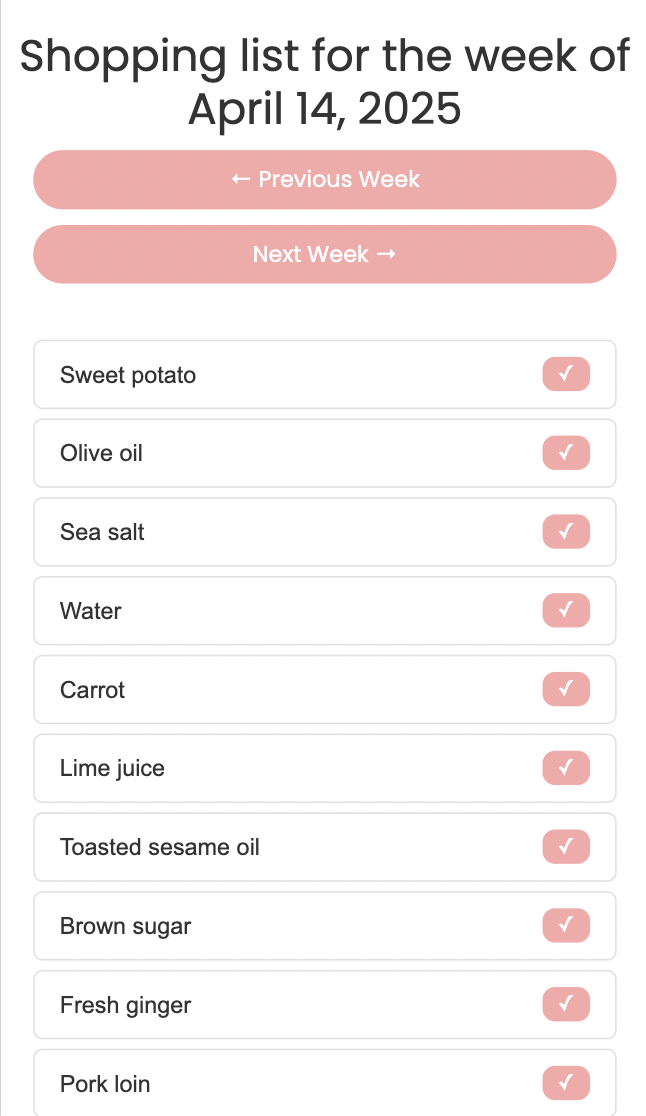 Shopping list for the week of
April 14, 2025
← Previous Week
Next Week →
Sweet potato ✓
Olive oil ✓
Sea salt ✓
Water ✓
Carrot ✓
Lime juice ✓
Toasted sesame oil ✓
Brown sugar ✓
Fresh ginger ✓
Pork loin ✓